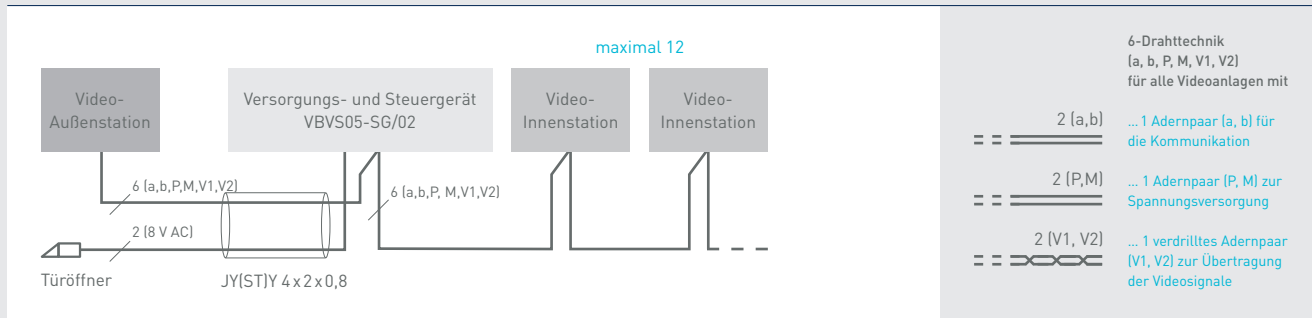 maximal 12
Video-
Außenstation
Versorgungs- und Steuergerät
VBVS05-SG/02
Video-
Innenstation
Video-
Innenstation
6 (a,b,P,M,V1,V2)
6 (a,b,P, M,V1,V2)
2 (8 V AC)
Türöffner
JY(ST)Y 4 x 2 x 0,8
6-Drahttechnik
(a, b, P, M, V1, V2)
für alle Videoanlagen mit
2 (a,b)
... 1 Adernpaar (a, b) für
die Kommunikation
2 (P,M)
... 1 Adernpaar (P, M) zur
Spannungsversorgung
2 (V1, V2)
... 1 verdrilltes Adernpaar
(V1, V2) zur Übertragung
der Videosignale